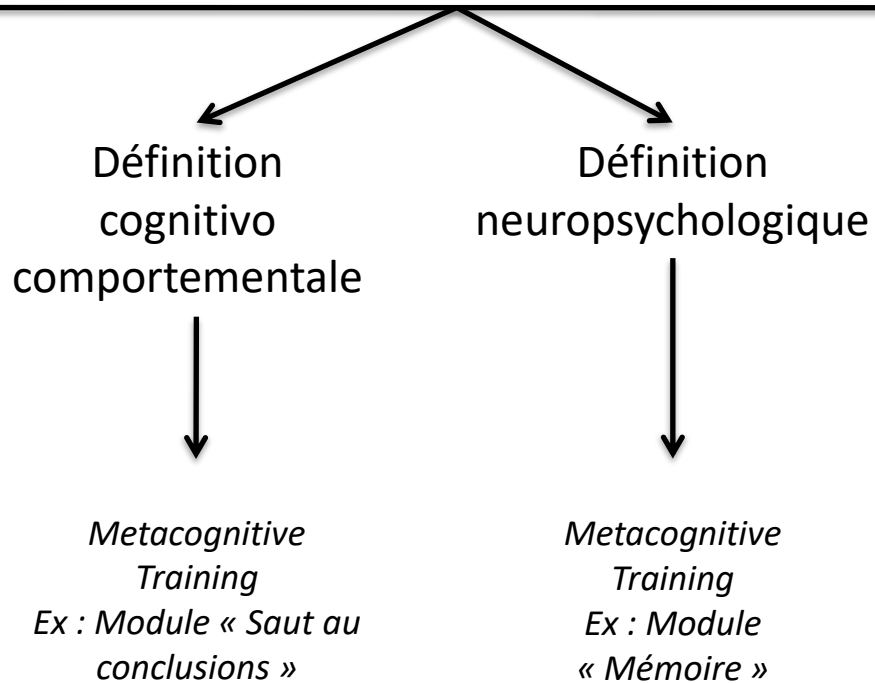 Définition
cognitivo
comportementale
Définition
neuropsychologique
Metacognitive
Training
Ex : Module « Saut au
conclusions »
Metacognitive
Training
Ex : Module
« Mémoire »